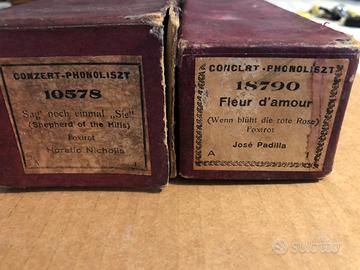 CONZERT-PHONOLISZT
10578
Sag' noch einmal „Sie"
(Shepherd of the Hills)
Foxtrot
Horatio Nicholls
CONCERT-PHONOLISZT
18790
Fleur d'amour
(Wenn blüht die rote Rose)
Foxtrot
José Padilla
A
subito